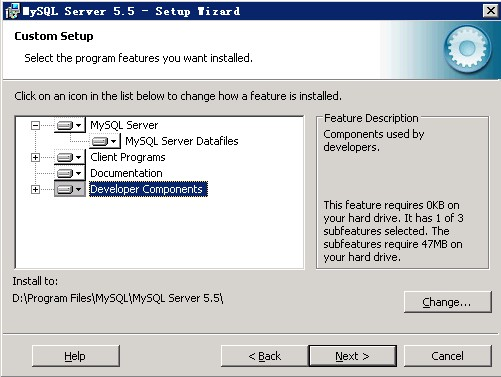 MySQL Server 5.5 - Setup Wizard
Custom Setup
Select the program features you want installed.
Click on an icon in the list below to change how a feature is installed.
MySQL Server
MySQL Server Datafiles
Client Programs
Documentation
Developer Components
Feature Description
Components used by
developers.
This feature requires 0KB on
your hard drive. It has 1 of 3
subfeatures selected. The
subfeatures require 47MB on
your hard drive.
Install to:
D:\Program Files\MySQL\MySQL Server 5.5\
Change...
Help
< Back
Next >
Cancel